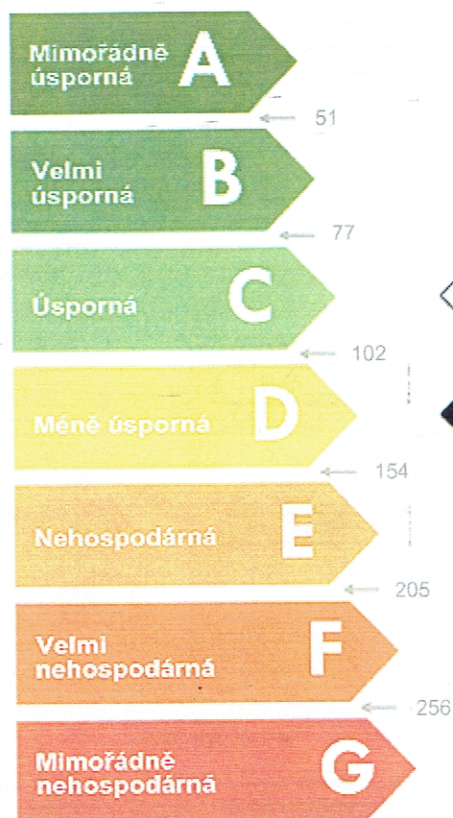 Mimořádně
úsporná
A
51
Velmi
úsporná
B
77
Úsporná
C
102
Méně úsporná
D
154
Nehospodárná
E
205
Velmi
nehospodárná
F
256
Mimořádně
nehospodárná
G